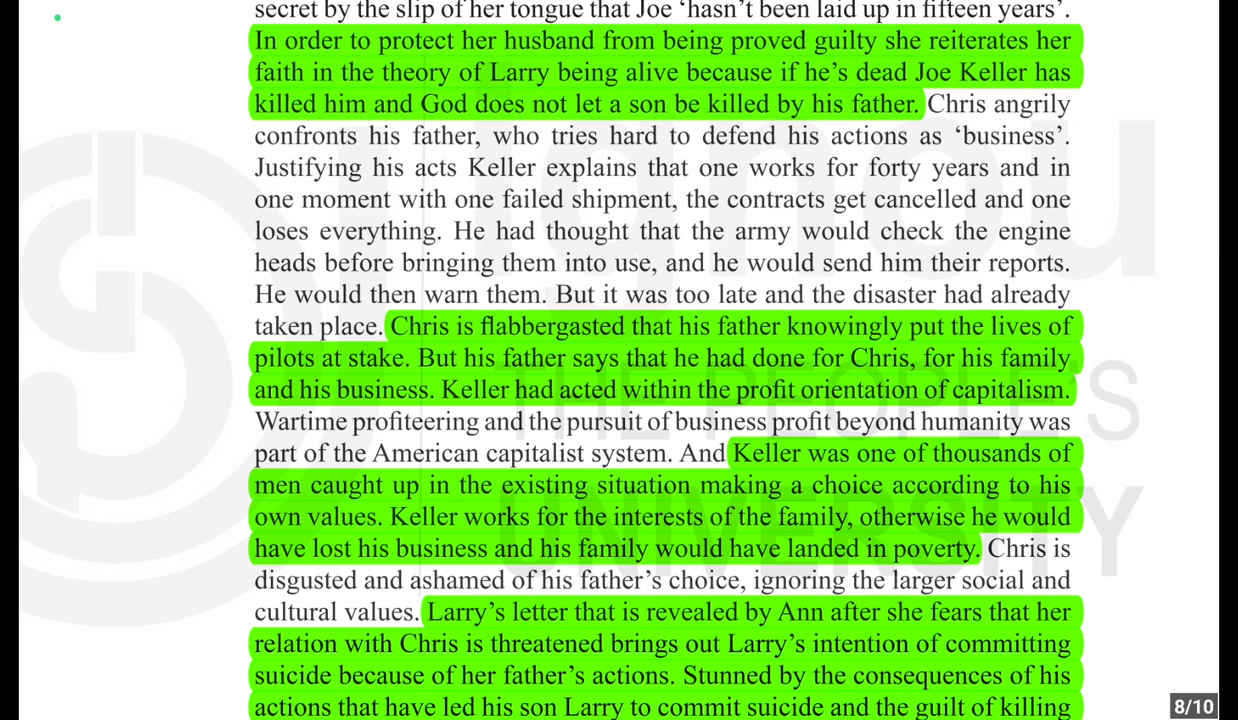 secret by the slip of her tongue that Joe ‘hasn’t been laid up in fifteen years’.
In order to protect her husband from being proved guilty she reiterates her
faith in the theory of Larry being alive because if he’s dead Joe Keller has
killed him and God does not let a son be killed by his father. Chris angrily
confronts his father, who tries hard to defend his actions as ‘business’.
Justifying his acts Keller explains that one works for forty years and in
one moment with one failed shipment, the contracts get cancelled and one
loses everything. He had thought that the army would check the engine
heads before bringing them into use, and he would send him their reports.
He would then warn them. But it was too late and the disaster had already
taken place. Chris is flabbergasted that his father knowingly put the lives of
pilots at stake. But his father says that he had done for Chris, for his family
and his business. Keller had acted within the profit orientation of capitalism.
Wartime profiteering and the pursuit of business profit beyond humanity was
part of the American capitalist system. And Keller was one of thousands of
men caught up in the existing situation making a choice according to his
own values. Keller works for the interests of the family, otherwise he would
have lost his business and his family would have landed in poverty. Chris is
disgusted and ashamed of his father’s choice, ignoring the larger social and
cultural values. Larry’s letter that is revealed by Ann after she fears that her
relation with Chris is threatened brings out Larry’s intention of committing
suicide because of her father’s actions. Stunned by the consequences of his
actions that have led his son Larry to commit suicide and the guilt of killing
ignou
THE PEOPLE’S
UNIVERSITY
8/10